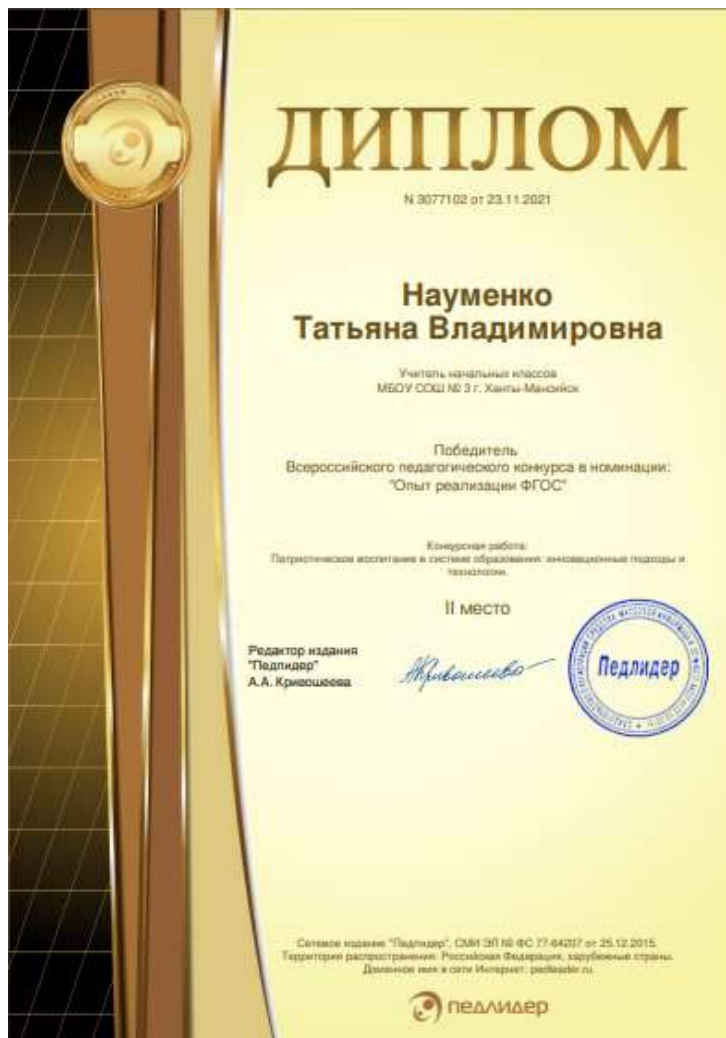 ДИПЛОМ
N 3077102 от 23.11.2021
Науменко
Татьяна Владимировна
Учитель начальных классов
МБОУ СОШ № 3 г. Ханты-Мансийск
Победитель
Всероссийского педагогического конкурса в номинации:
"Опыт реализации ФГОС"
Конкурсная работа:
Патриотическое воспитание в системе образования: инновационные подходы и
технологии.
II место
Редактор издания
"Педлидер"
А.А. Кривошеева
Педлидер
Сетевое издание "Педлидер", СМИ ЭЛ № ФС 77-64207 от 25.12.2015.
Территория распространения: Российская Федерация, зарубежные страны.
Доменное имя в сети Интернет: pedleader.ru
педлидер